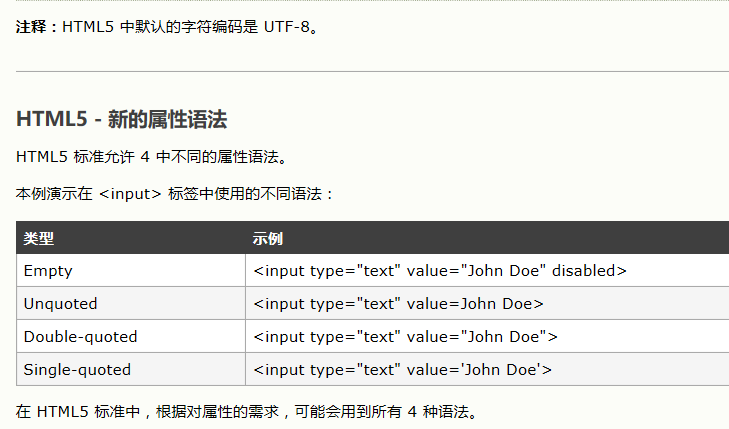 注释：HTML5 中默认的字符编码是 UTF-8。
HTML5 - 新的属性语法
HTML5 标准允许 4 中不同的属性语法。
本例演示在 <input> 标签中使用的不同语法：
类型 示例
Empty <input type="text" value="John Doe" disabled>
Unquoted <input type="text" value=John Doe>
Double-quoted <input type="text" value="John Doe">
Single-quoted <input type="text" value='John Doe'>
在 HTML5 标准中，根据对属性的需求，可能会用到所有 4 种语法。